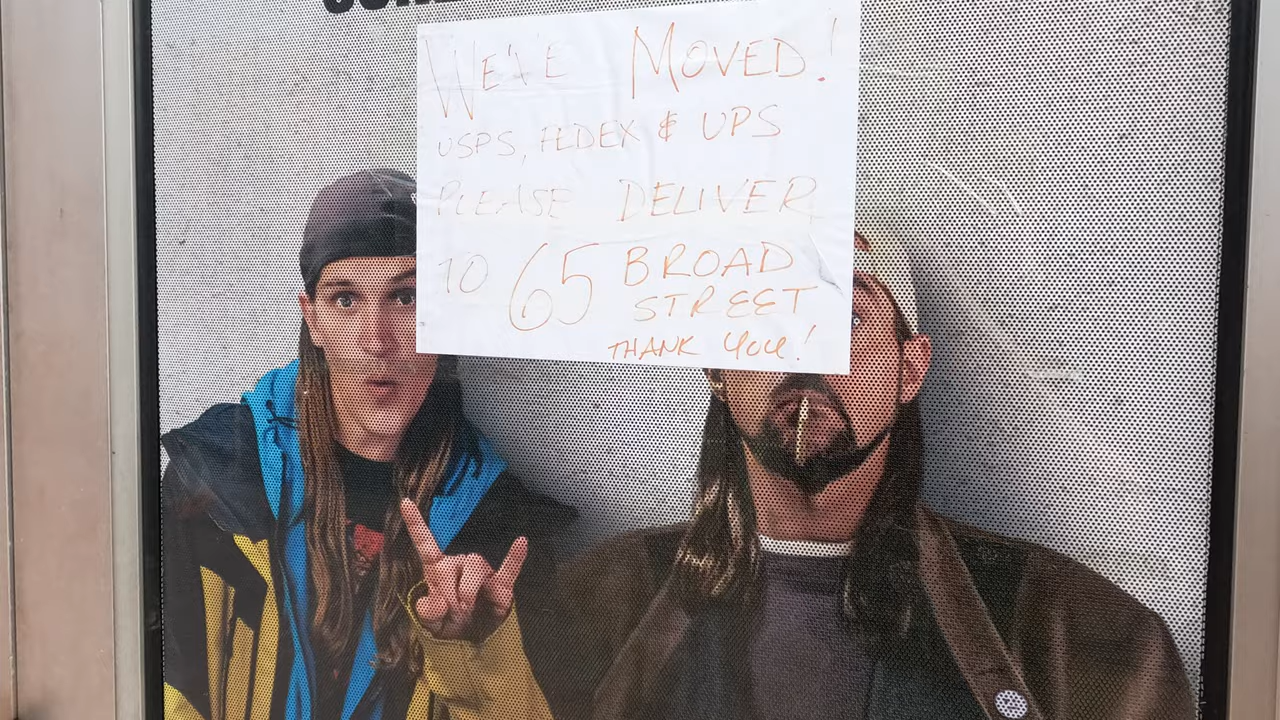 WE'VE MOVED!
USPS, FEDEX & UPS
PLEASE DELIVER
TO 65 BROAD
STREET
THANK YOU!